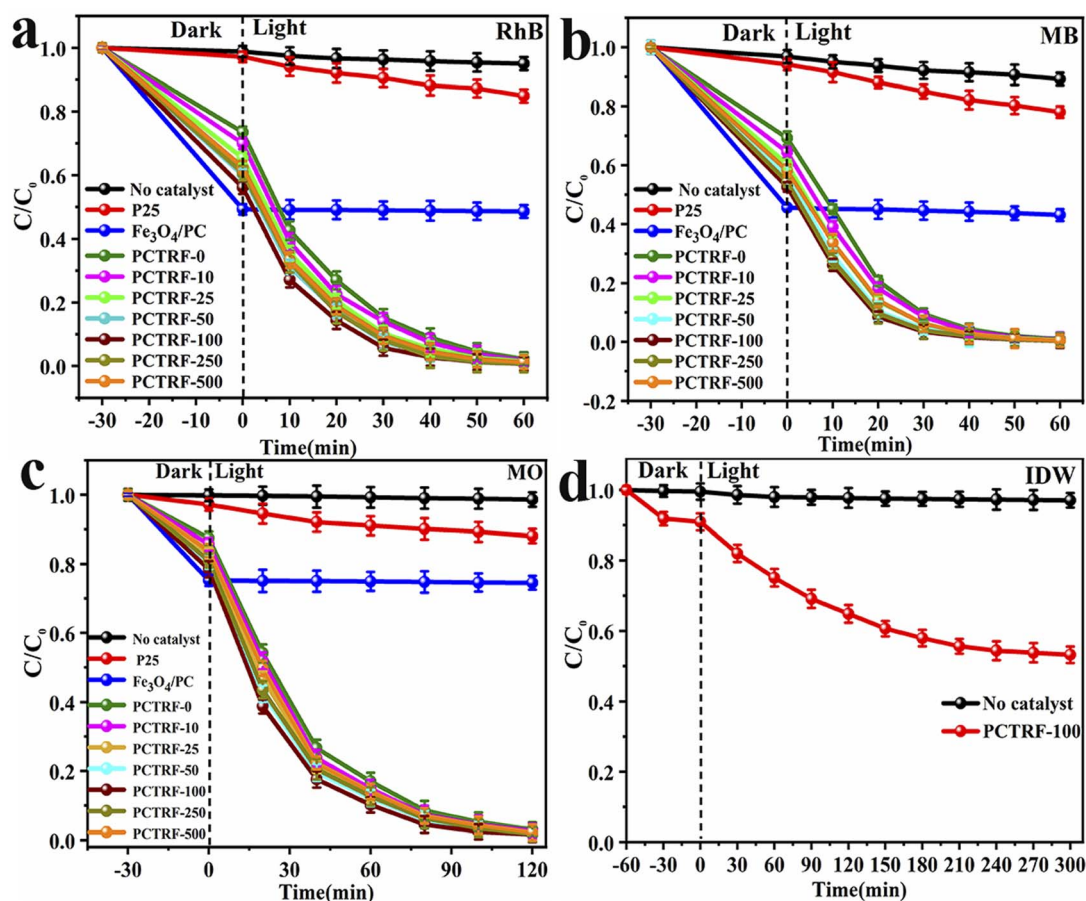 a
Dark Light
RhB
C/C₀
1.0
0.8
0.6
0.4
0.2
0.0
No catalyst
P25
Fe₃O₄/PC
PCTRF-0
PCTRF-10
PCTRF-25
PCTRF-50
PCTRF-100
PCTRF-250
PCTRF-500
-30 -20 -10 0 10 20 30 40 50 60
Time(min)
b
Dark Light
MB
C/C₀
1.0
0.8
0.6
0.4
0.2
0.0
-0.2
No catalyst
P25
Fe₃O₄/PC
PCTRF-0
PCTRF-10
PCTRF-25
PCTRF-50
PCTRF-100
PCTRF-250
PCTRF-500
-30 -20 -10 0 10 20 30 40 50 60
Time(min)
c
Dark Light
MO
C/C₀
1.0
0.8
0.6
0.4
0.2
0.0
No catalyst
P25
Fe₃O₄/PC
PCTRF-0
PCTRF-10
PCTRF-25
PCTRF-50
PCTRF-100
PCTRF-250
PCTRF-500
-30 0 30 60 90 120
Time(min)
d
Dark Light
IDW
C/C₀
1.0
0.8
0.6
0.4
0.2
0.0
No catalyst
PCTRF-100
-60 -30 0 30 60 90 120 150 180 210 240 270 300
Time(min)